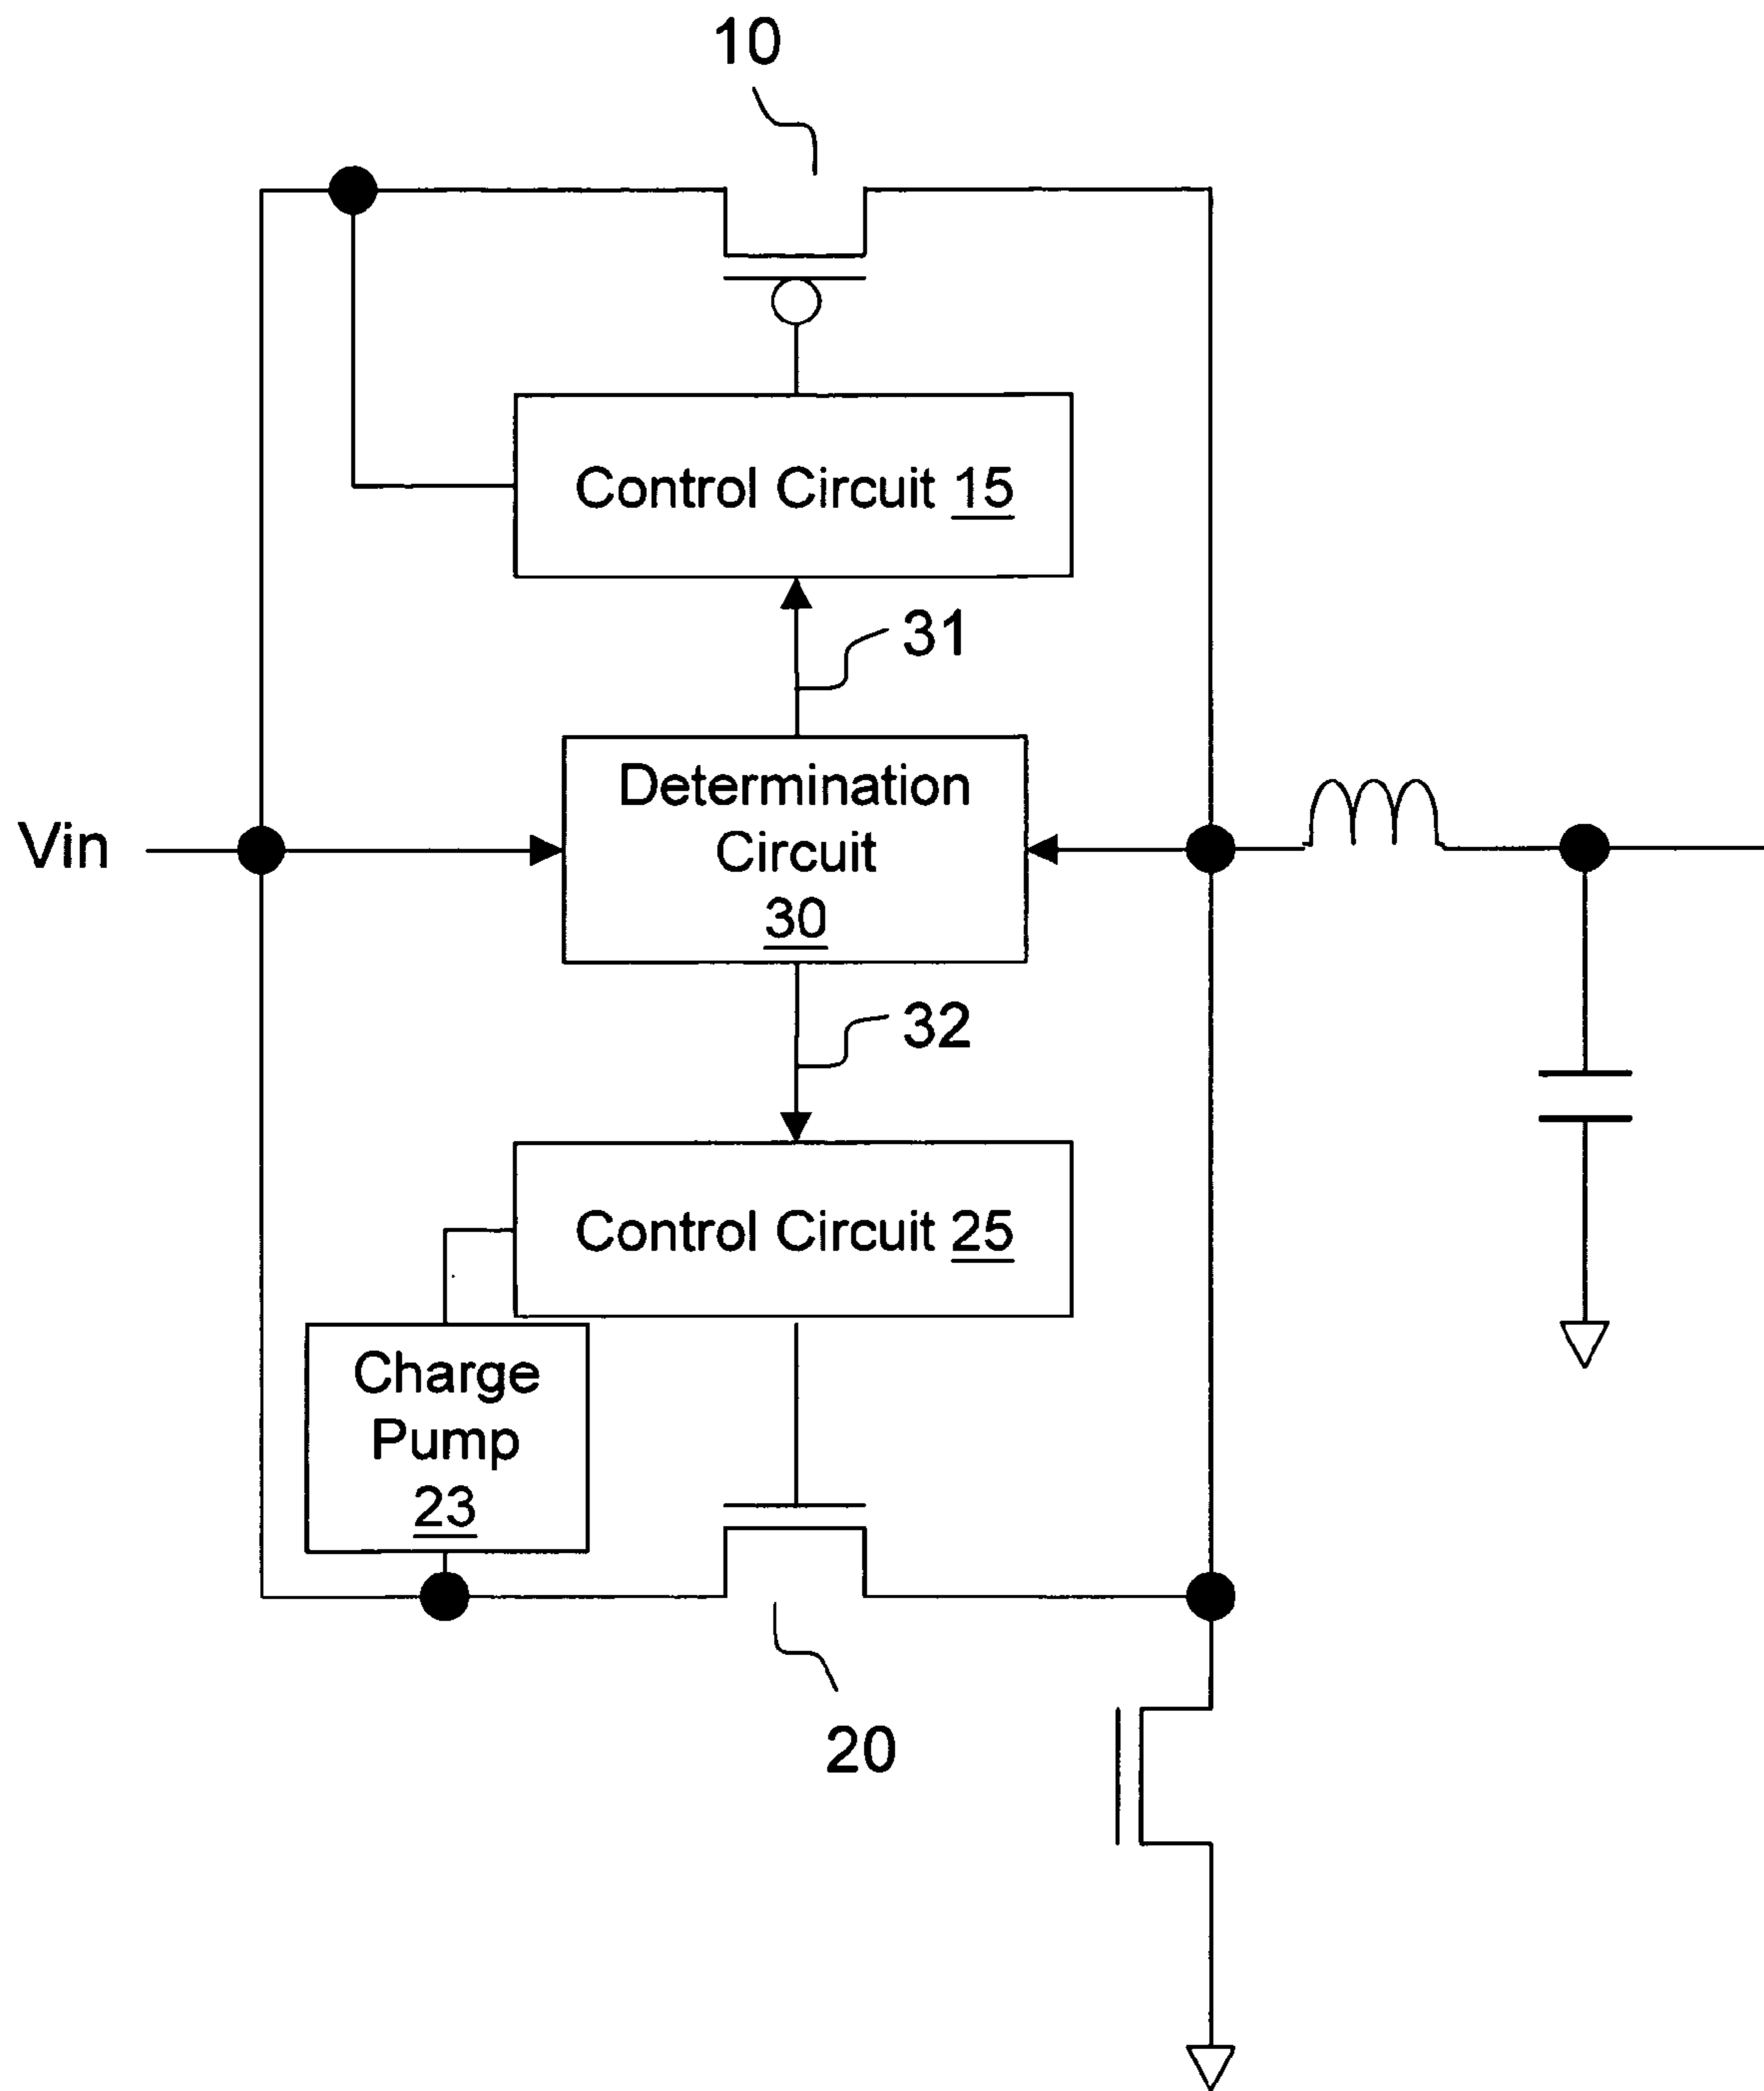 10
Control Circuit 15
31
Determination
Circuit
30
Vin
32
Control Circuit 25
Charge
Pump
23
20